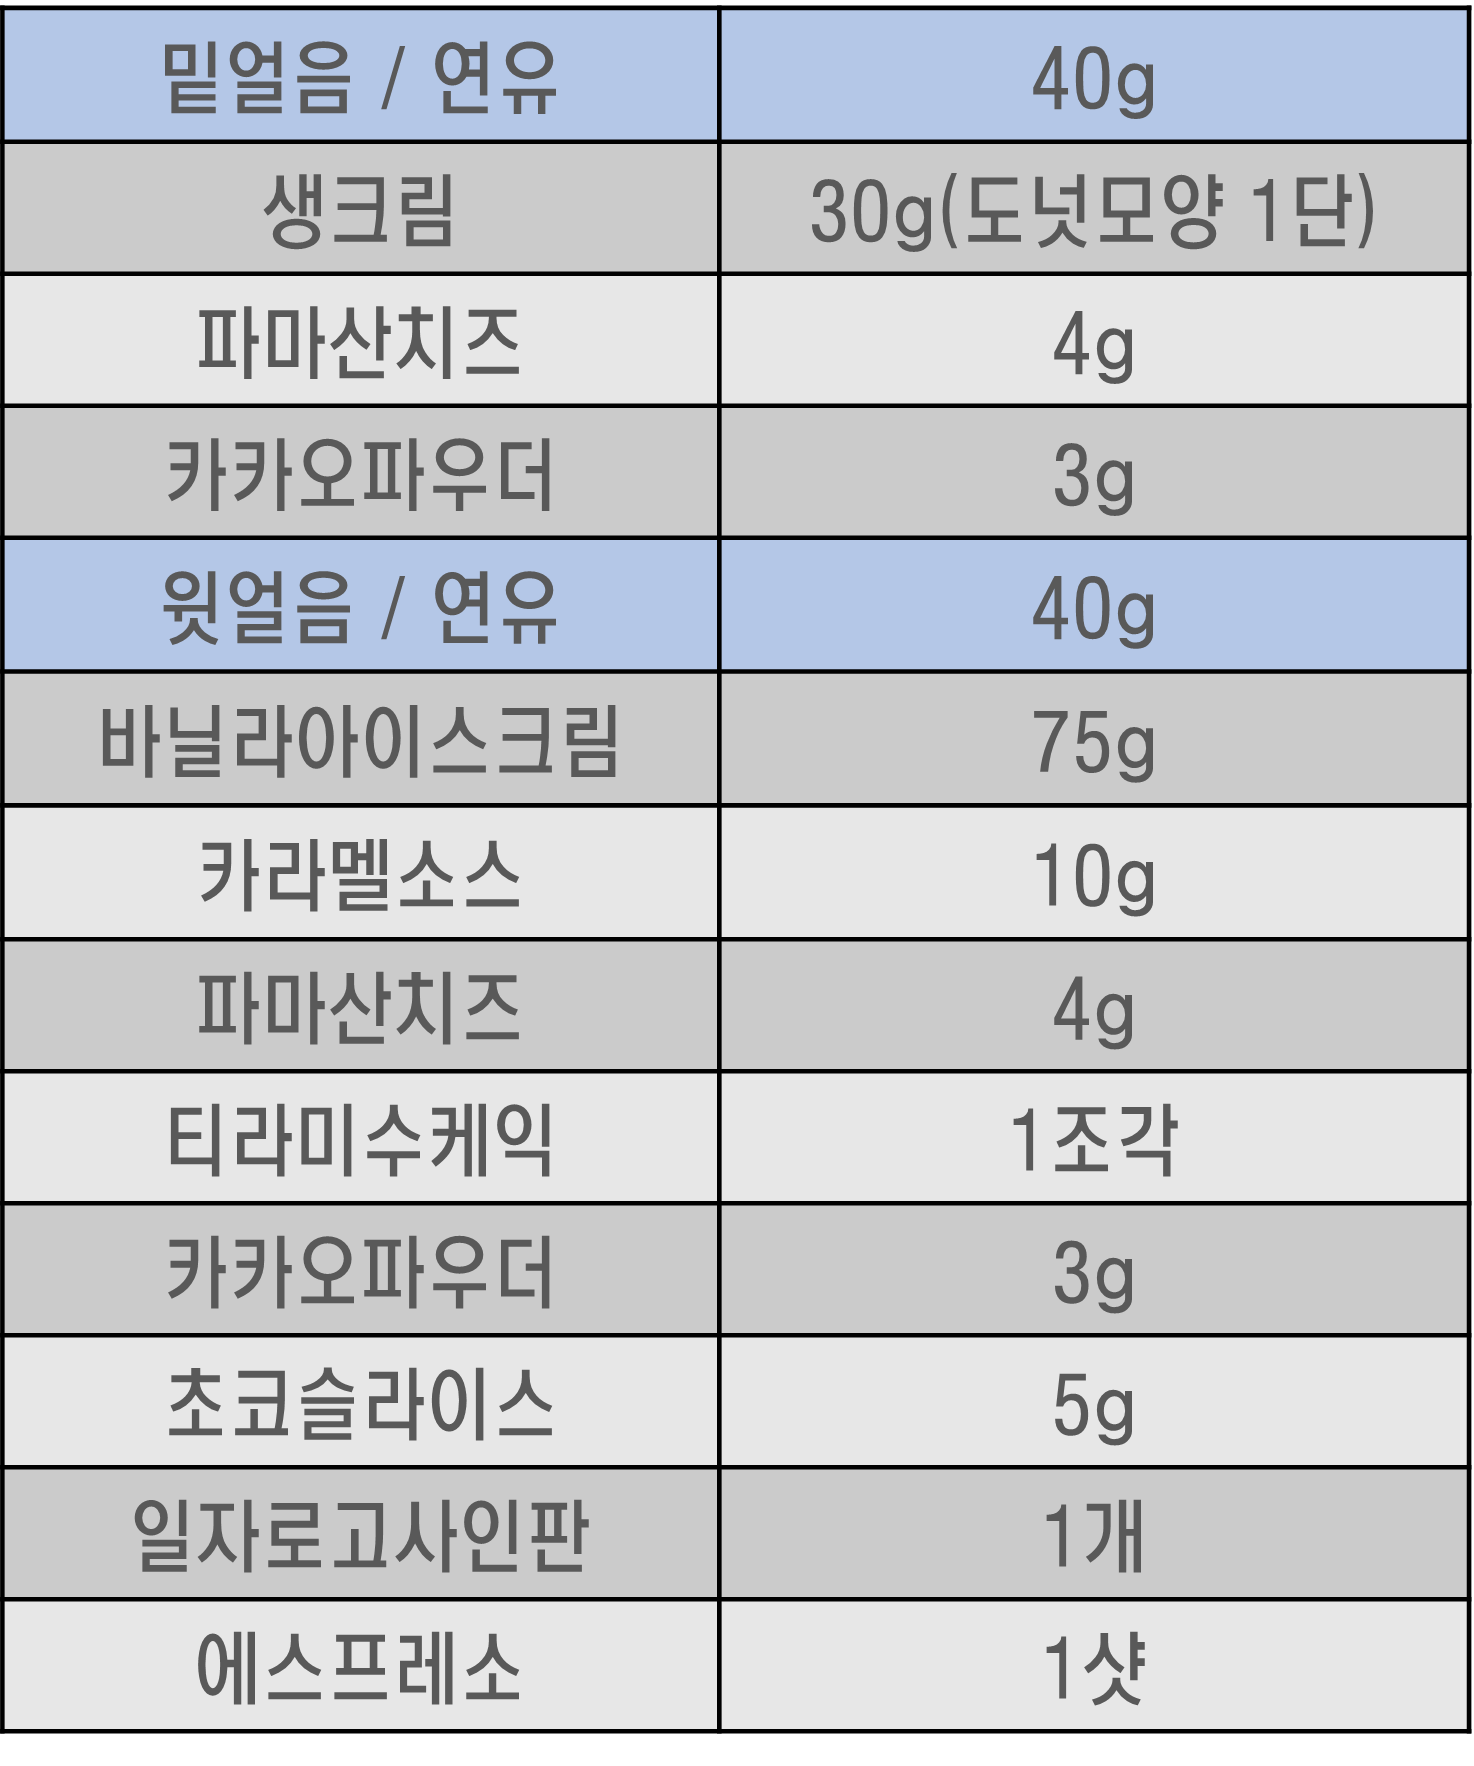 밑얼음 / 연유 40g
생크림 30g(도넛모양 1단)
파마산치즈 4g
카카오파우더 3g
윗얼음 / 연유 40g
바닐라아이스크림 75g
카라멜소스 10g
파마산치즈 4g
티라미수케익 1조각
카카오파우더 3g
초코슬라이스 5g
일자로고사인판 1개
에스프레소 1샷